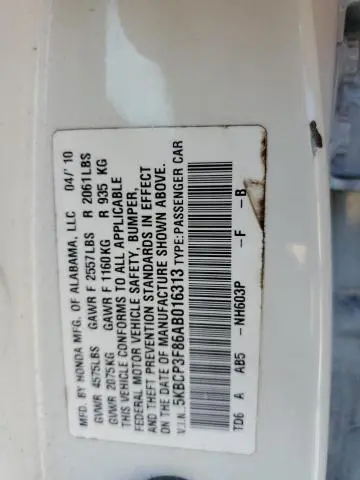 MFD. BY HONDA MFG. OF ALABAMA, LLC 04/'10
GVWR 4575LBS GAWR F 2557LBS R 2061LBS
GVWR 2075KG GAWR F 1160KG R 935 KG
THIS VEHICLE CONFORMS TO ALL APPLICABLE
FEDERAL MOTOR VEHICLE SAFETY, BUMPER,
AND THEFT PREVENTION STANDARDS IN EFFECT
ON THE DATE OF MANUFACTURE SHOWN ABOVE.
V.I.N. 5KBCP3F86AB016313 TYPE:PASSENGER CAR
TD6 A AB5 -NH603P -F -B